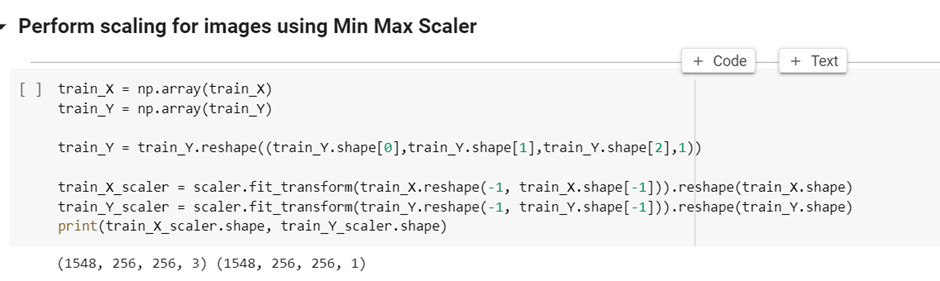 Perform scaling for images using Min Max Scaler
+ Code + Text
[ ] train_X = np.array(train_X)
train_Y = np.array(train_Y)
train_Y = train_Y.reshape((train_Y.shape[0],train_Y.shape[1],train_Y.shape[2],1))
train_X_scaler = scaler.fit_transform(train_X.reshape(-1, train_X.shape[-1])).reshape(train_X.shape)
train_Y_scaler = scaler.fit_transform(train_Y.reshape(-1, train_Y.shape[-1])).reshape(train_Y.shape)
print(train_X_scaler.shape, train_Y_scaler.shape)
(1548, 256, 256, 3) (1548, 256, 256, 1)